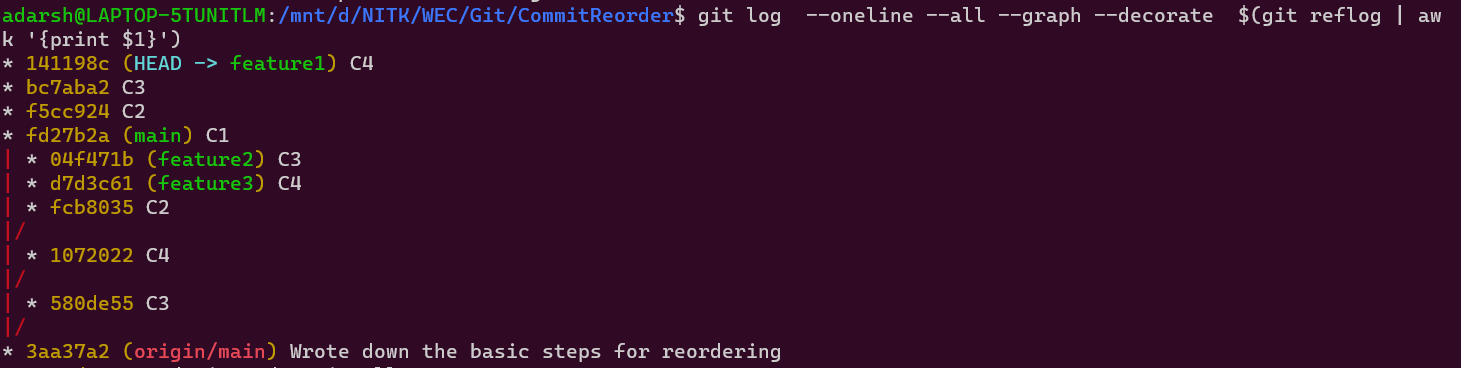 adarsh@LAPTOP-5TUNITLM:/mnt/d/NITK/WEC/Git/CommitReorder$ git log  --oneline --all --graph --decorate  $(git reflog | aw
k '{print $1}')
* 141198c (HEAD -> feature1) C4
* bc7aba2 C3
* f5cc924 C2
* fd27b2a (main) C1
| * 04f471b (feature2) C3
| * d7d3c61 (feature3) C4
| * fcb8035 C2
|/
| * 1072022 C4
|/
| * 580de55 C3
|/
* 3aa37a2 (origin/main) Wrote down the basic steps for reordering